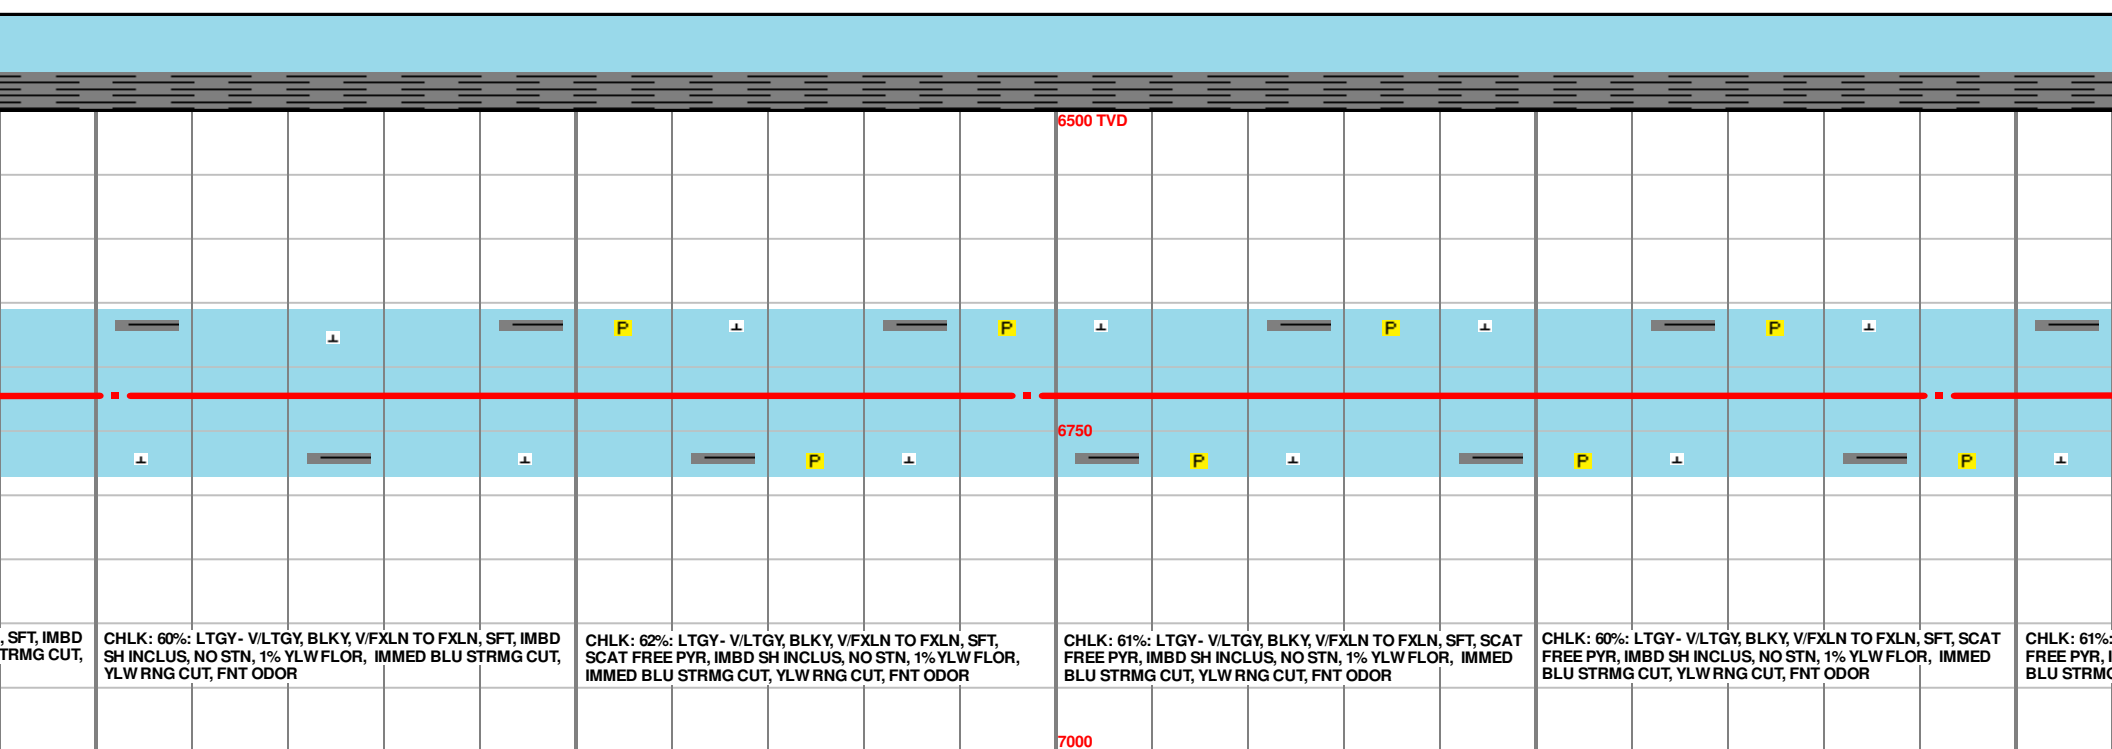 6500 TVD
P P P P
6750
P P P P
, SFT, IMBD
TRMG CUT,
CHLK: 60%: LTGY- V/LTGY, BLKY, V/FXLN TO FXLN, SFT, IMBD
SH INCLUS, NO STN, 1% YLW FLOR, IMMED BLU STRMG CUT,
YLW RNG CUT, FNT ODOR
CHLK: 62%: LTGY- V/LTGY, BLKY, V/FXLN TO FXLN, SFT,
SCAT FREE PYR, IMBD SH INCLUS, NO STN, 1% YLW FLOR,
IMMED BLU STRMG CUT, YLW RNG CUT, FNT ODOR
CHLK: 61%: LTGY- V/LTGY, BLKY, V/FXLN TO FXLN, SFT, SCAT
FREE PYR, IMBD SH INCLUS, NO STN, 1% YLW FLOR, IMMED
BLU STRMG CUT, YLW RNG CUT, FNT ODOR
CHLK: 60%: LTGY- V/LTGY, BLKY, V/FXLN TO FXLN, SFT, SCAT
FREE PYR, IMBD SH INCLUS, NO STN, 1% YLW FLOR, IMMED
BLU STRMG CUT, YLW RNG CUT, FNT ODOR
CHLK: 61%:
FREE PYR,
BLU STRM
7000